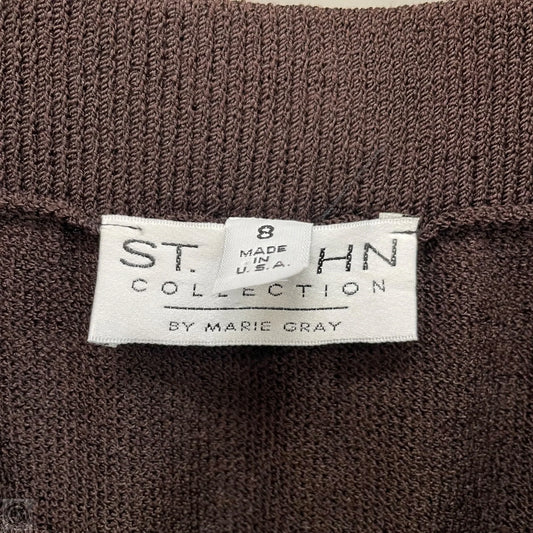 8
MADE
IN
U.S.A.
ST. HN
COLLECTION
BY MARIE GRAY